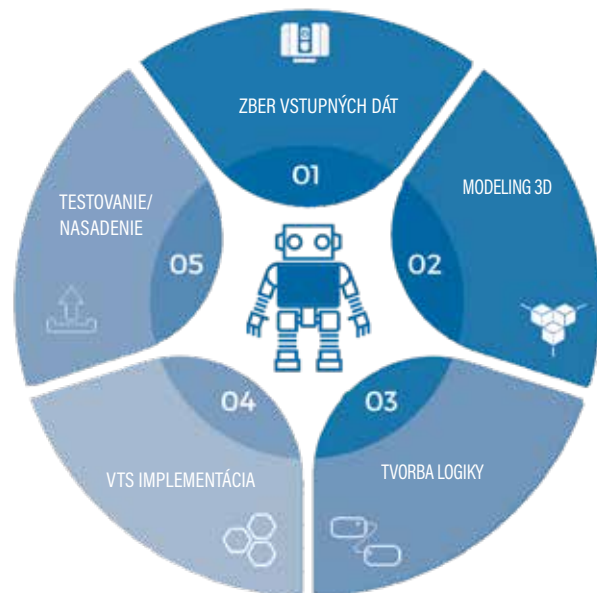 ZBER VSTUPNÝCH DÁT
01
MODELING 3D
02
03
TVORBA LOGIKY
04
VTS IMPLEMENTÁCIA
TESTOVANIE/
NASADENIE
05